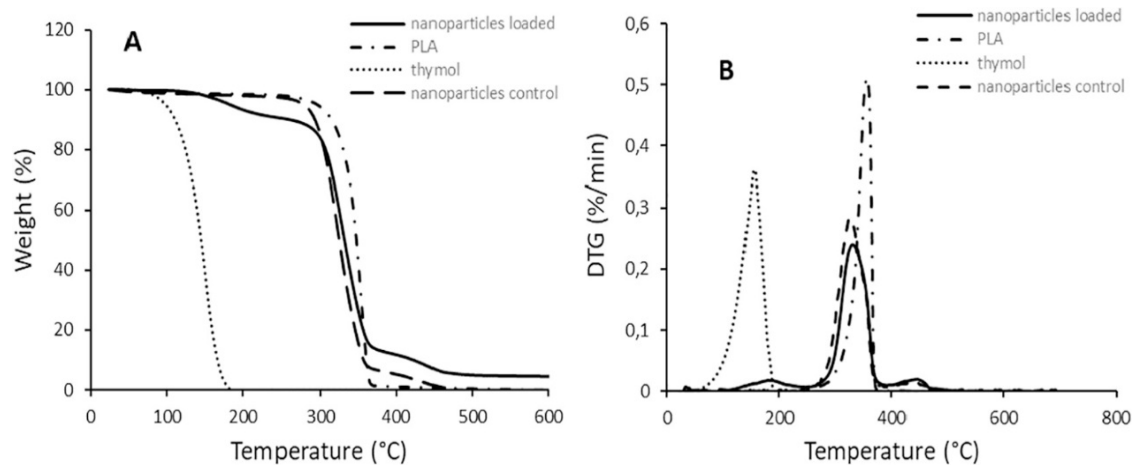 A
nanoparticles loaded
PLA
thymol
nanoparticles control
120
100
80
60
40
20
0
Weight (%)
0 100 200 300 400 500 600
Temperature (°C)
B
nanoparticles loaded
PLA
thymol
nanoparticles control
0,6
0,5
0,4
0,3
0,2
0,1
0
DTG (%/min)
0 200 400 600 800
Temperature (°C)